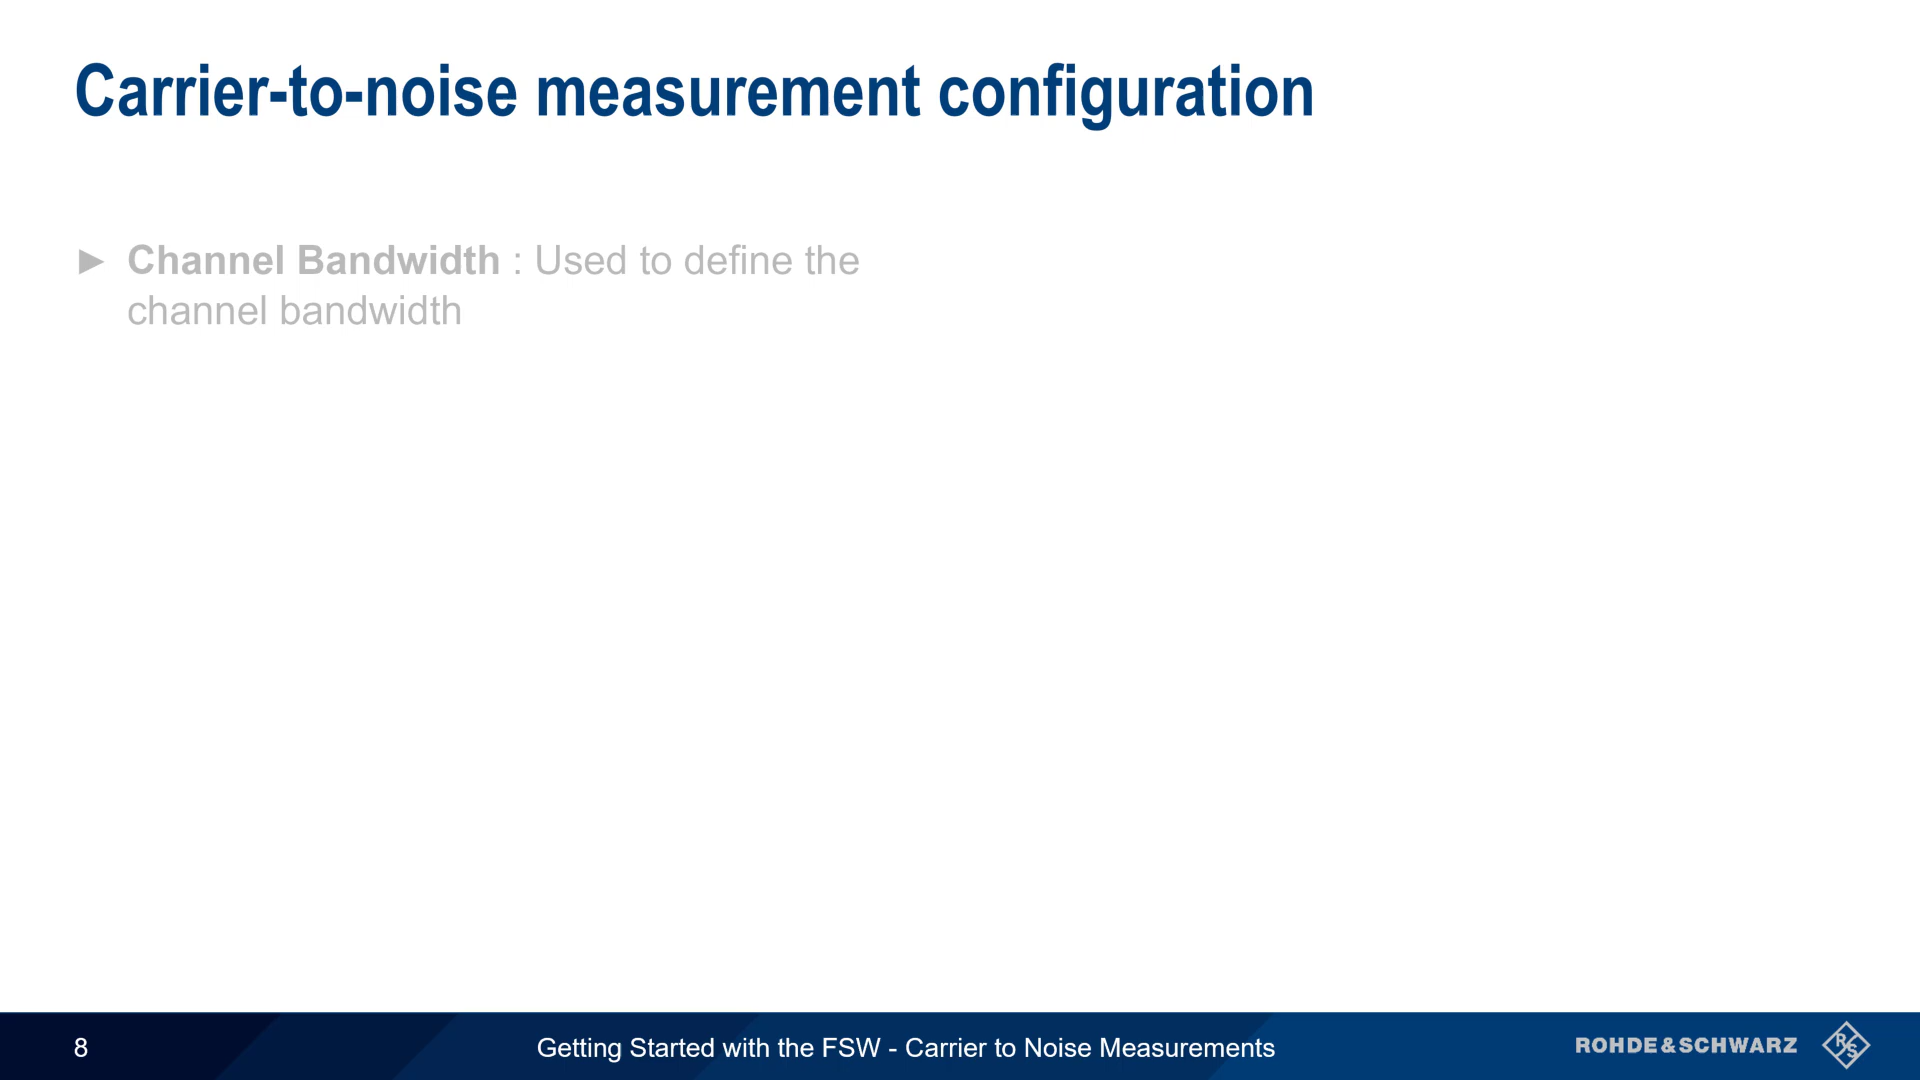 Carrier-to-noise measurement configuration
► Channel Bandwidth : Used to define the
channel bandwidth
8
Getting Started with the FSW - Carrier to Noise Measurements
ROHDE&SCHWARZ
R&S